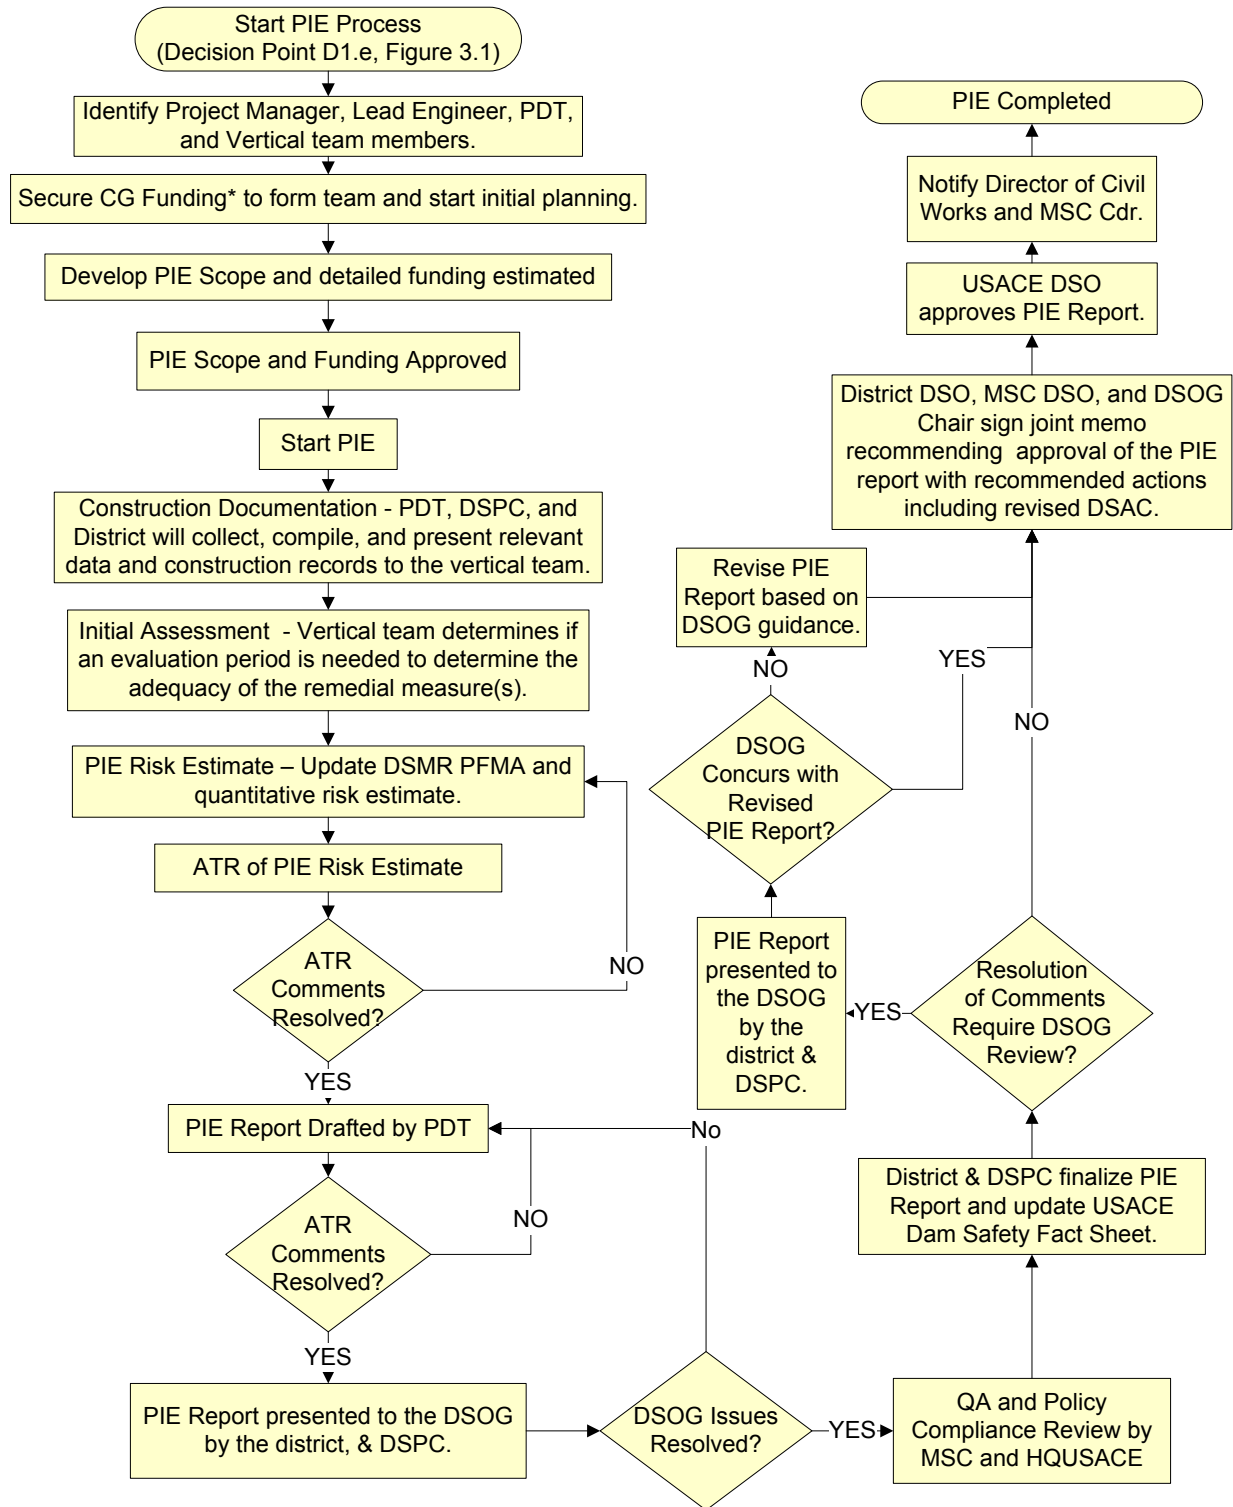 Start PIE Process
(Decision Point D1.e, Figure 3.1)
Identify Project Manager, Lead Engineer, PDT,
and Vertical team members.
Secure CG Funding* to form team and start initial planning.
Develop PIE Scope and detailed funding estimated
PIE Scope and Funding Approved
Start PIE
Construction Documentation - PDT, DSPC, and
District will collect, compile, and present relevant
data and construction records to the vertical team.
Initial Assessment - Vertical team determines if
an evaluation period is needed to determine the
adequacy of the remedial measure(s).
PIE Risk Estimate – Update DSMR PFMA and
quantitative risk estimate.
ATR of PIE Risk Estimate
ATR
Comments
Resolved?
NO
YES
PIE Report Drafted by PDT
ATR
Comments
Resolved?
NO
YES
PIE Report presented to the DSOG
by the district, & DSPC.
DSOG Issues
Resolved?
No
YES
QA and Policy
Compliance Review by
MSC and HQUSACE
District & DSPC finalize PIE
Report and update USACE
Dam Safety Fact Sheet.
Resolution
of Comments
Require DSOG
Review?
YES
NO
PIE Report
presented to
the DSOG
by the
district &
DSPC.
DSOG
Concurs with
Revised
PIE Report?
NO
YES
Revise PIE
Report based on
DSOG guidance.
District DSO, MSC DSO, and DSOG
Chair sign joint memo
recommending approval of the PIE
report with recommended actions
including revised DSAC.
USACE DSO
approves PIE Report.
Notify Director of Civil
Works and MSC Cdr.
PIE Completed